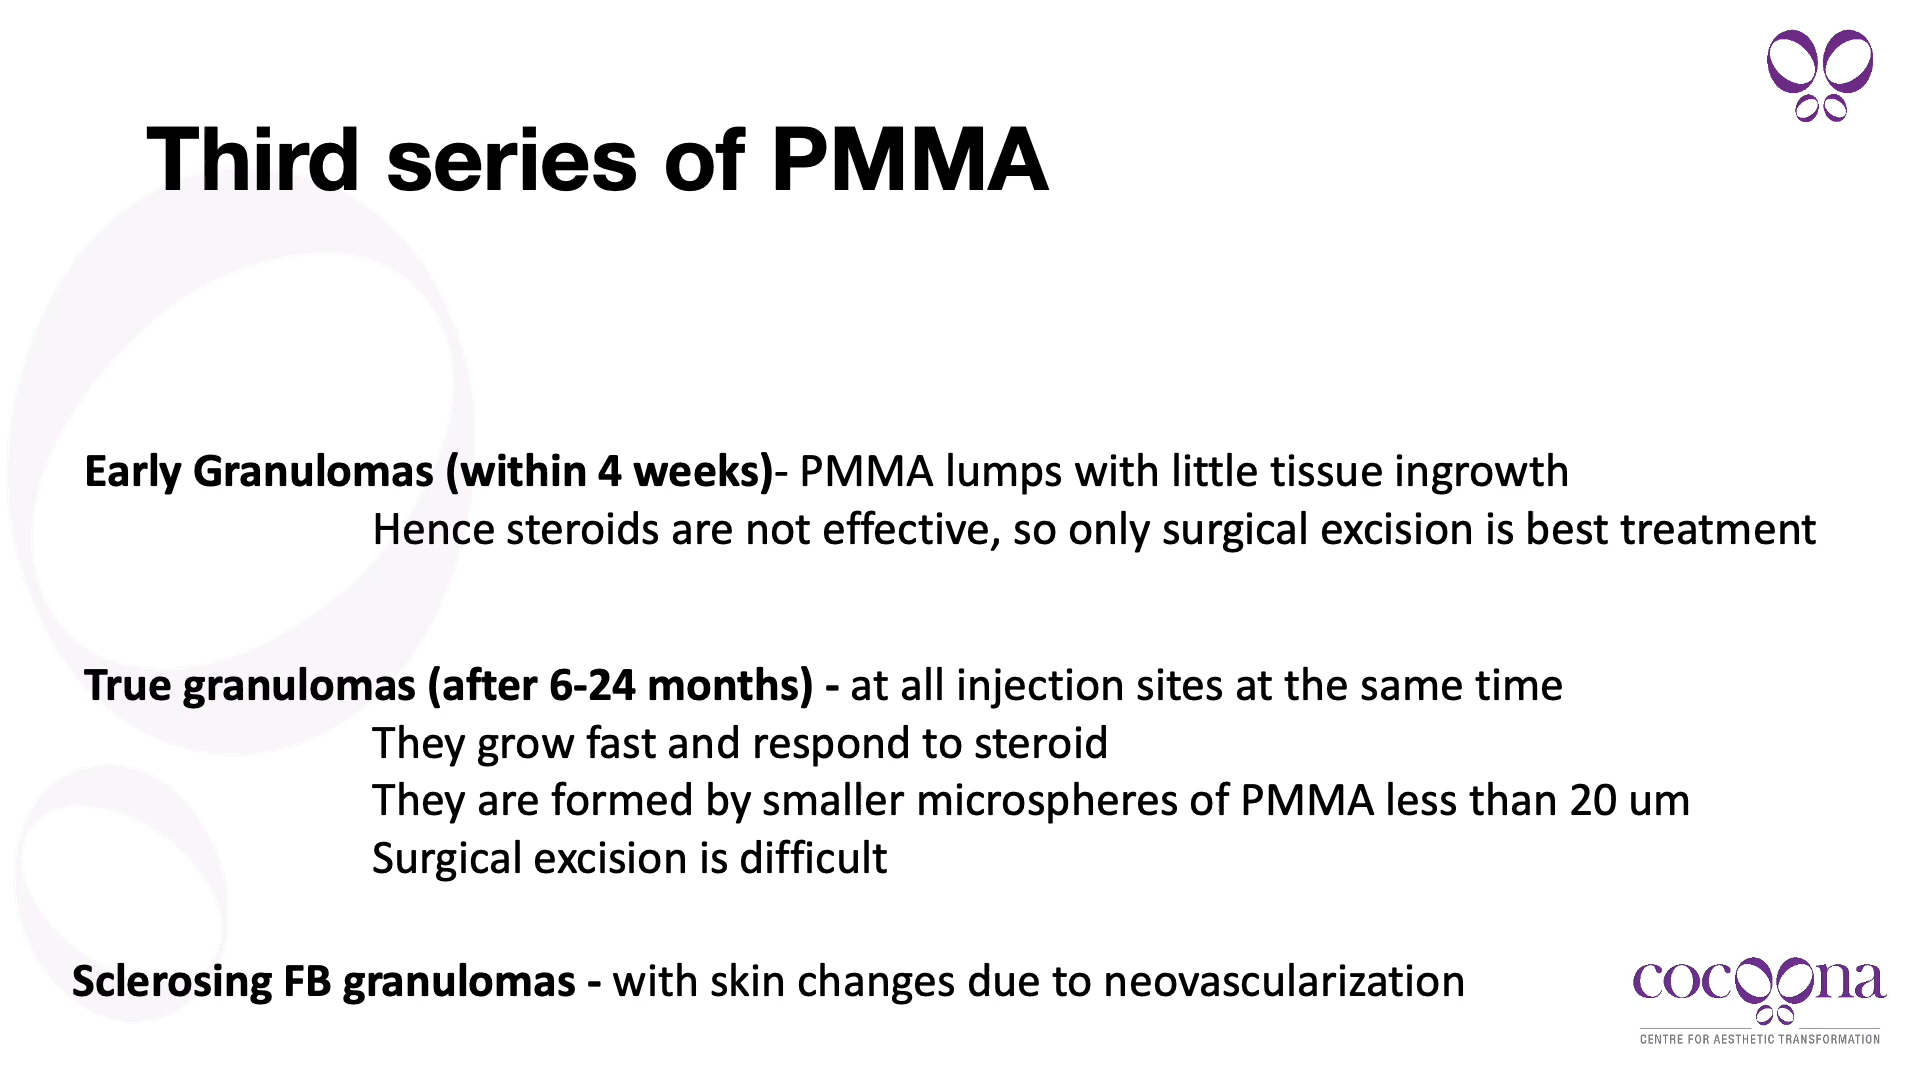 Third series of PMMA
Early Granulomas (within 4 weeks)- PMMA lumps with little tissue ingrowth
Hence steroids are not effective, so only surgical excision is best treatment
True granulomas (after 6-24 months) - at all injection sites at the same time
They grow fast and respond to steroid
They are formed by smaller microspheres of PMMA less than 20 um
Surgical excision is difficult
Sclerosing FB granulomas - with skin changes due to neovascularization
cocoona
CENTRE FOR AESTHETIC TRANSFORMATION